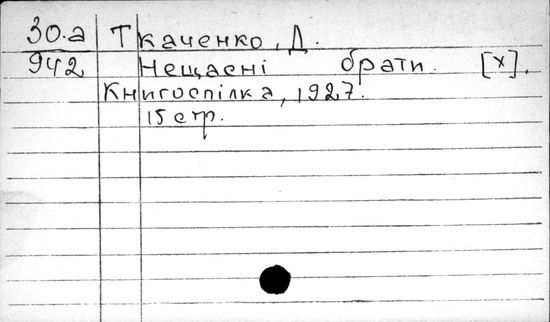 30.а Ткаченко, Д.
942 Нещасні брати. [х].
Книгоспілка, 1927.
15 стр.